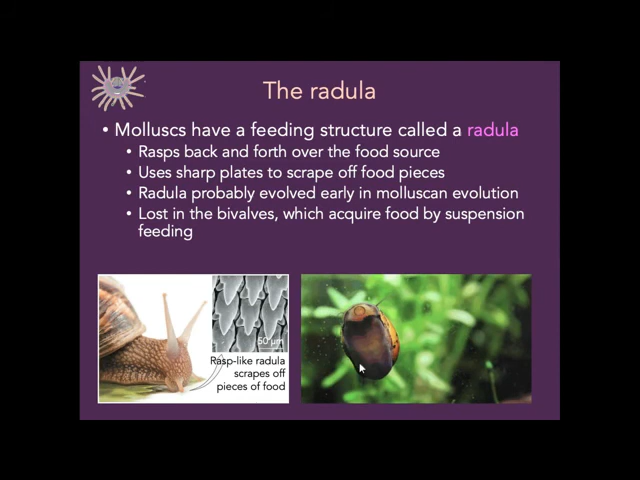 The radula
• Molluscs have a feeding structure called a radula
• Rasps back and forth over the food source
• Uses sharp plates to scrape off food pieces
• Radula probably evolved early in molluscan evolution
• Lost in the bivalves, which acquire food by suspension
feeding
50 µm
Rasp-like radula
scrapes off
pieces of food